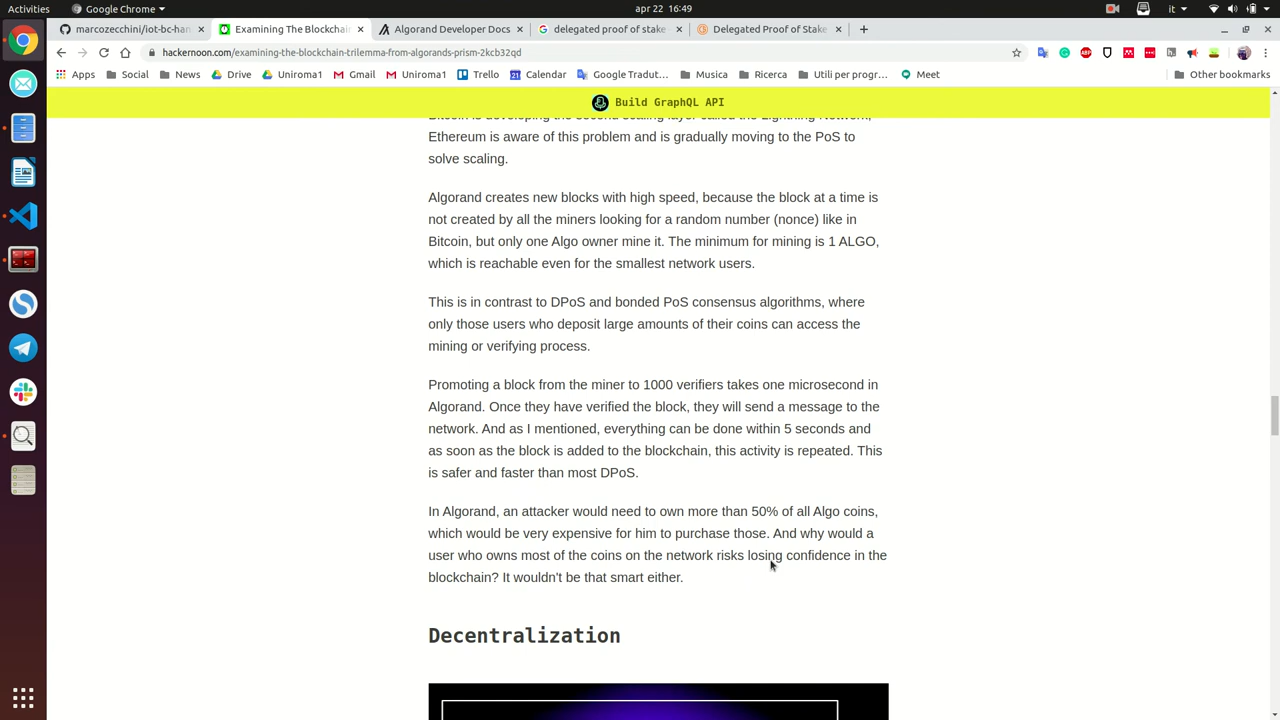 Activities
Google Chrome
apr 22 16:49
it
marcozecchini/iot-bc-han
Examining The Blockchain
Algorand Developer Docs
delegated proof of stake
Delegated Proof of Stake
hackernoon.com/examining-the-blockchain-trilemma-from-algorands-prism-2kcb32qd
Apps
Social
News
Drive
Uniroma1
Gmail
Uniroma1
Trello
Calendar
Google Tradut...
Musica
Ricerca
Utili per progr...
Meet
Other bookmarks
Build GraphQL API
Bitcoin is developing the second scaling layer called the Lightning Network,
Ethereum is aware of this problem and is gradually moving to the PoS to
solve scaling.
Algorand creates new blocks with high speed, because the block at a time is
not created by all the miners looking for a random number (nonce) like in
Bitcoin, but only one Algo owner mine it. The minimum for mining is 1 ALGO,
which is reachable even for the smallest network users.
This is in contrast to DPoS and bonded PoS consensus algorithms, where
only those users who deposit large amounts of their coins can access the
mining or verifying process.
Promoting a block from the miner to 1000 verifiers takes one microsecond in
Algorand. Once they have verified the block, they will send a message to the
network. And as I mentioned, everything can be done within 5 seconds and
as soon as the block is added to the blockchain, this activity is repeated. This
is safer and faster than most DPoS.
In Algorand, an attacker would need to own more than 50% of all Algo coins,
which would be very expensive for him to purchase those. And why would a
user who owns most of the coins on the network risks losing confidence in the
blockchain? It wouldn't be that smart either.
Decentralization